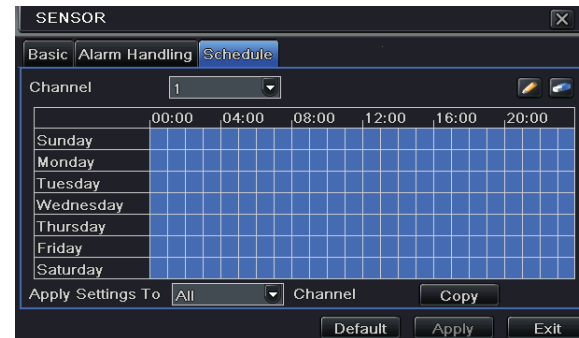 SENSOR
Basic Alarm Handling Schedule
Channel 1
00:00 04:00 08:00 12:00 16:00 20:00
Sunday
Monday
Tuesday
Wednesday
Thursday
Friday
Saturday
Apply Settings To All Channel Copy
Default Apply Exit